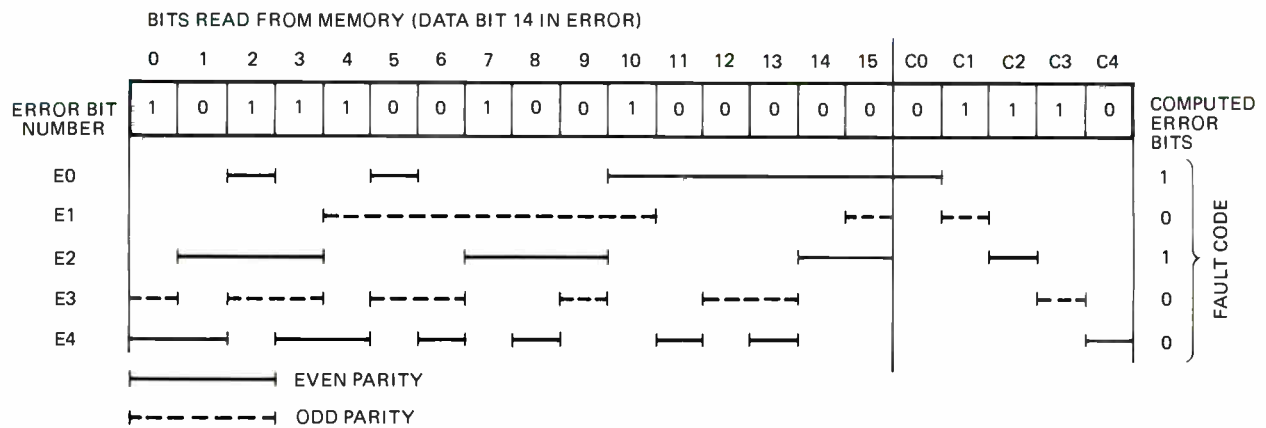 BITS READ FROM MEMORY (DATA BIT 14 IN ERROR)
0 1 2 3 4 5 6 7 8 9 10 11 12 13 14 15 C0 C1 C2 C3 C4
ERROR BIT NUMBER
1 0 1 1 1 0 0 1 0 0 1 0 0 0 0 0 0 1 1 1 0
COMPUTED ERROR BITS
E0 1
E1 0
E2 1
E3 0
E4 0
FAULT CODE
EVEN PARITY
ODD PARITY